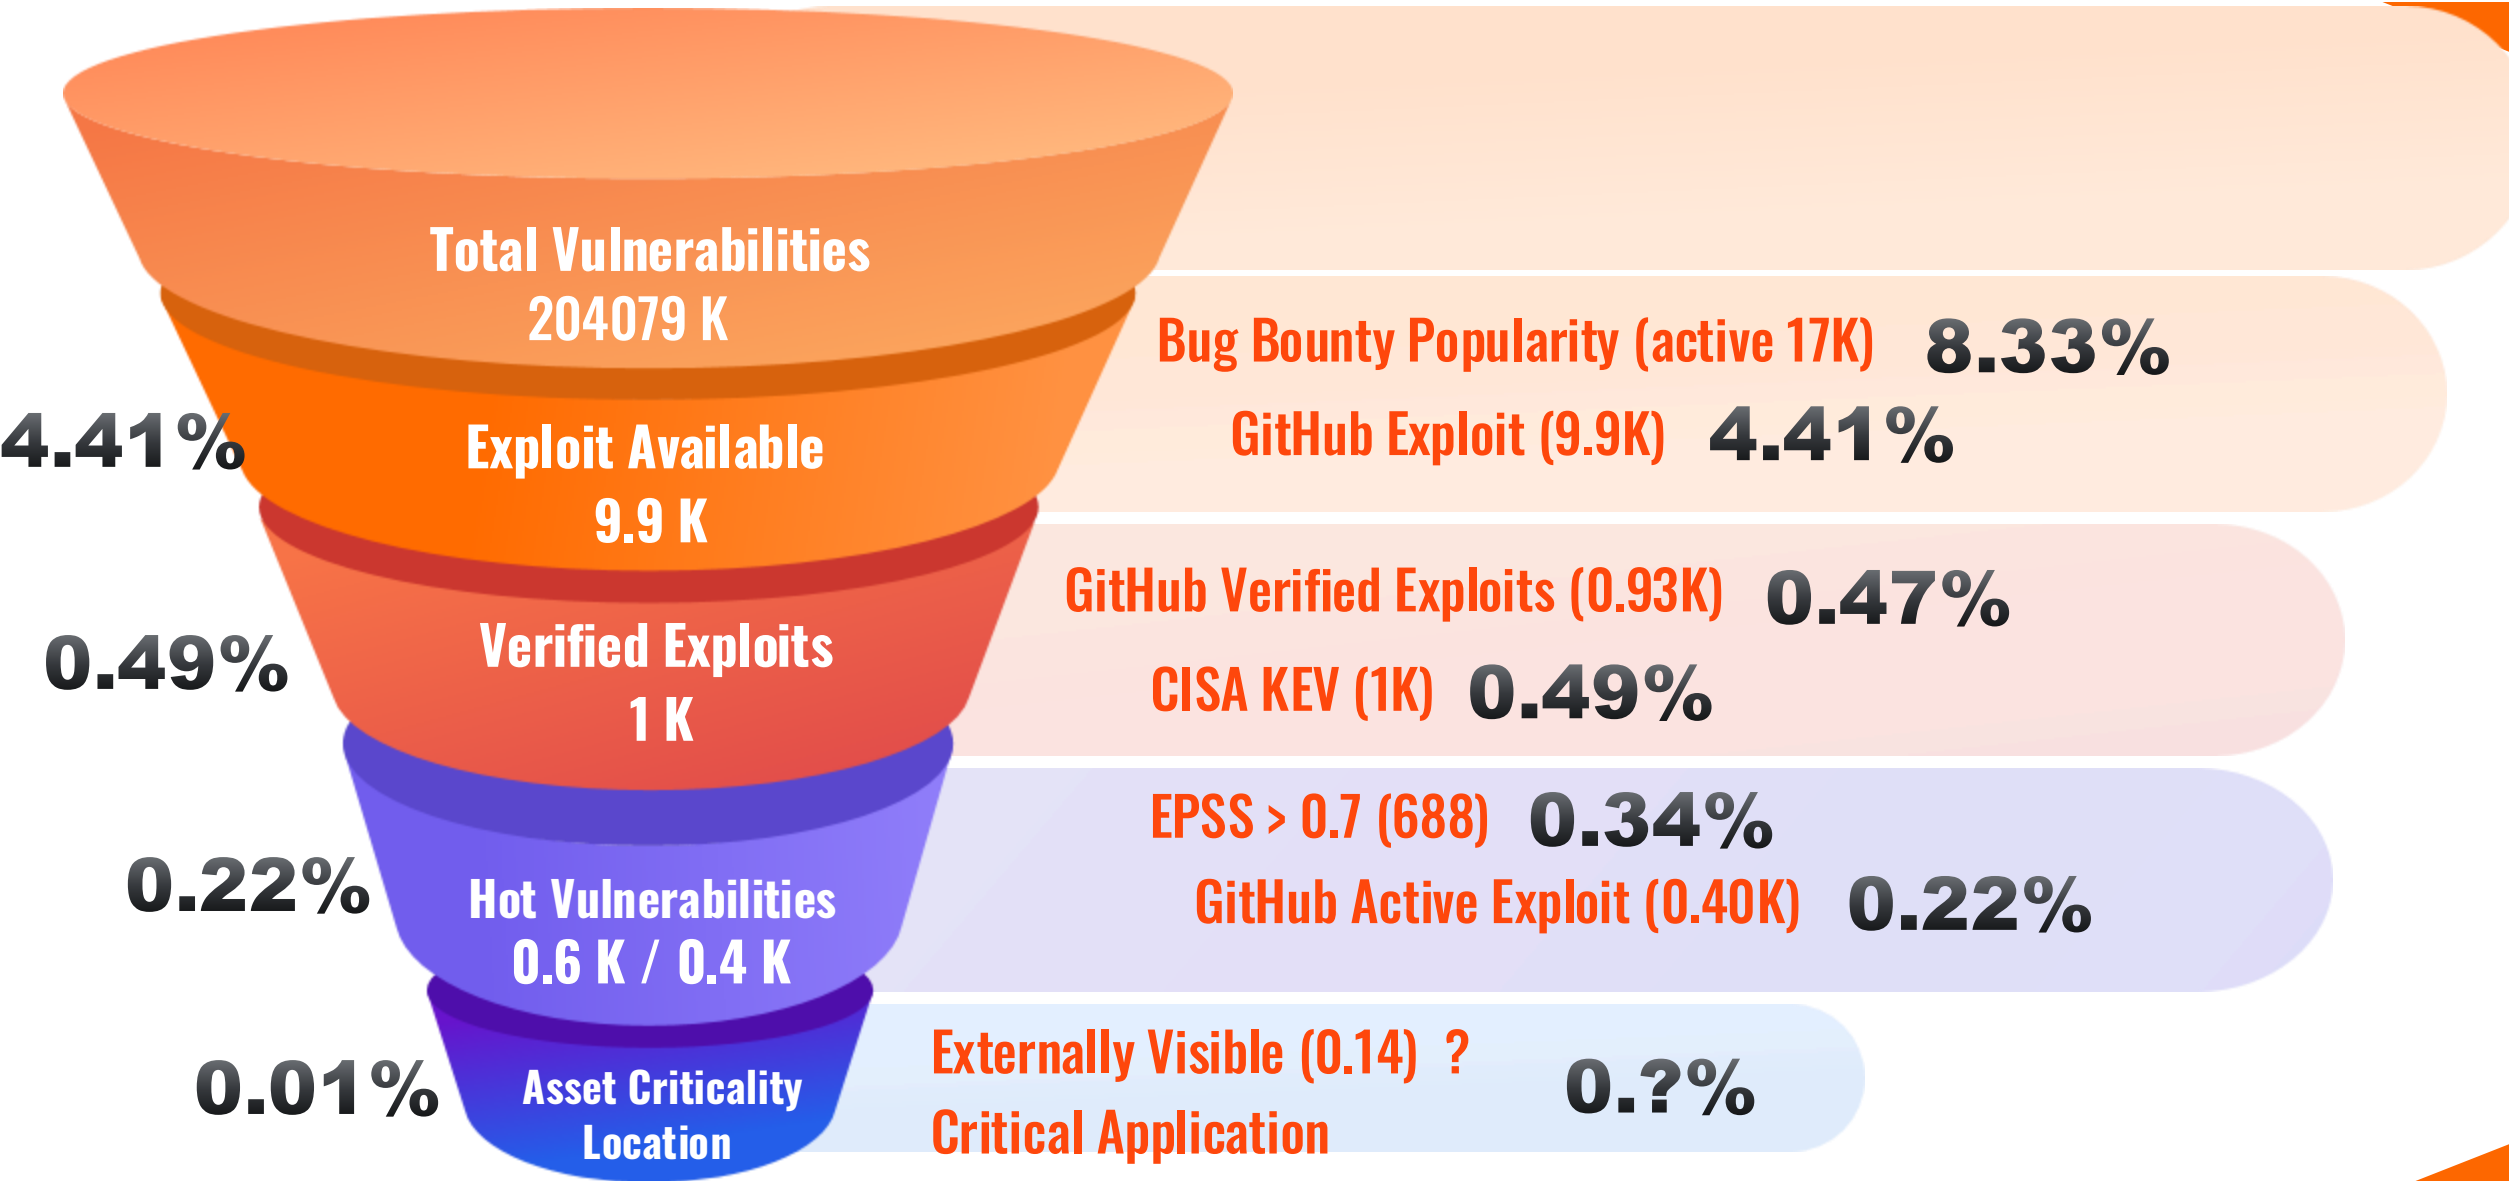 Total Vulnerabilities
204079 K
Bug Bounty Popularity (active 17K) 8.33%
4.41%
Exploit Available
9.9 K
GitHub Exploit (9.9K) 4.41%
GitHub Verified Exploits (0.93K) 0.47%
0.49%
Verified Exploits
1 K
CISA KEV (1K) 0.49%
EPSS > 0.7 (688) 0.34%
0.22%
Hot Vulnerabilities
0.6 K / 0.4 K
GitHub Active Exploit (0.40K) 0.22%
0.01%
Asset Criticality
Location
Externally Visible (0.14) ?
0.?%
Critical Application